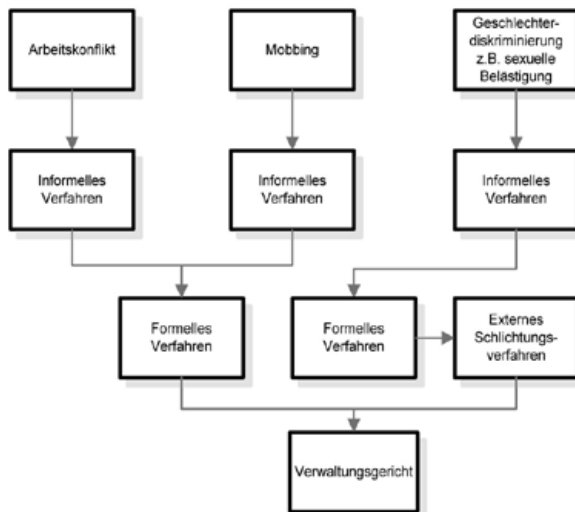 Arbeitskonflikt
Mobbing
Geschlechter-
diskriminierung
z.B. sexuelle
Belästigung
Informelles
Verfahren
Informelles
Verfahren
Informelles
Verfahren
Formelles
Verfahren
Formelles
Verfahren
Externes
Schlichtungs-
verfahren
Verwaltungsgericht